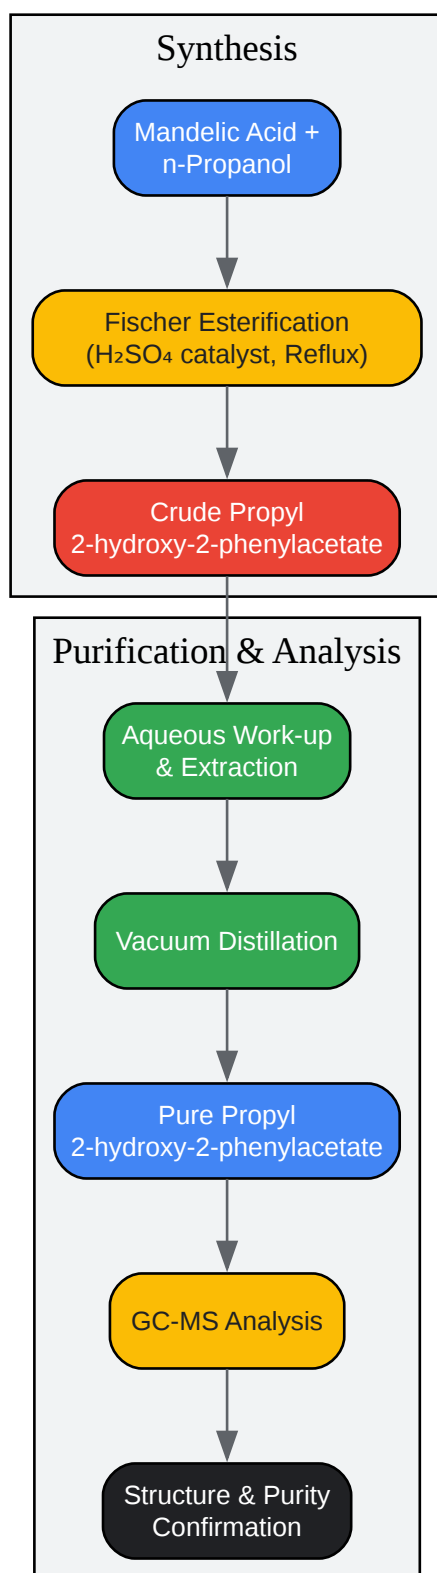 Synthesis
Mandelic Acid +
n-Propanol
Fischer Esterification
(H₂SO₄ catalyst, Reflux)
Crude Propyl
2-hydroxy-2-phenylacetate
Purification & Analysis
Aqueous Work-up
& Extraction
Vacuum Distillation
Pure Propyl
2-hydroxy-2-phenylacetate
GC-MS Analysis
Structure & Purity
Confirmation